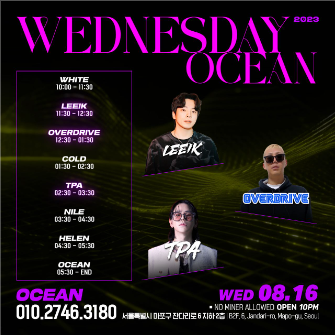 WEDNESDAY
2023
OCEAN
WHITE
10:00 - 11:30
LEEIK
11:30 - 12:30
OVERDRIVE
12:30 - 01:30
COLD
01:30 - 02:30
TPA
02:30 - 03:30
NILE
03:30 - 04:30
HELEN
04:30 - 05:30
OCEAN
05:30 - END
LEEIK
OVERDRIVE
TPA
OCEAN
010.2746.3180
WED 08.16
• NO MINER ALLOWED OPEN 10PM
서울특별시 마포구 잔다리로 6 지하 2층 B2F, 6, Jandari-ro, Mapo-gu, Seoul